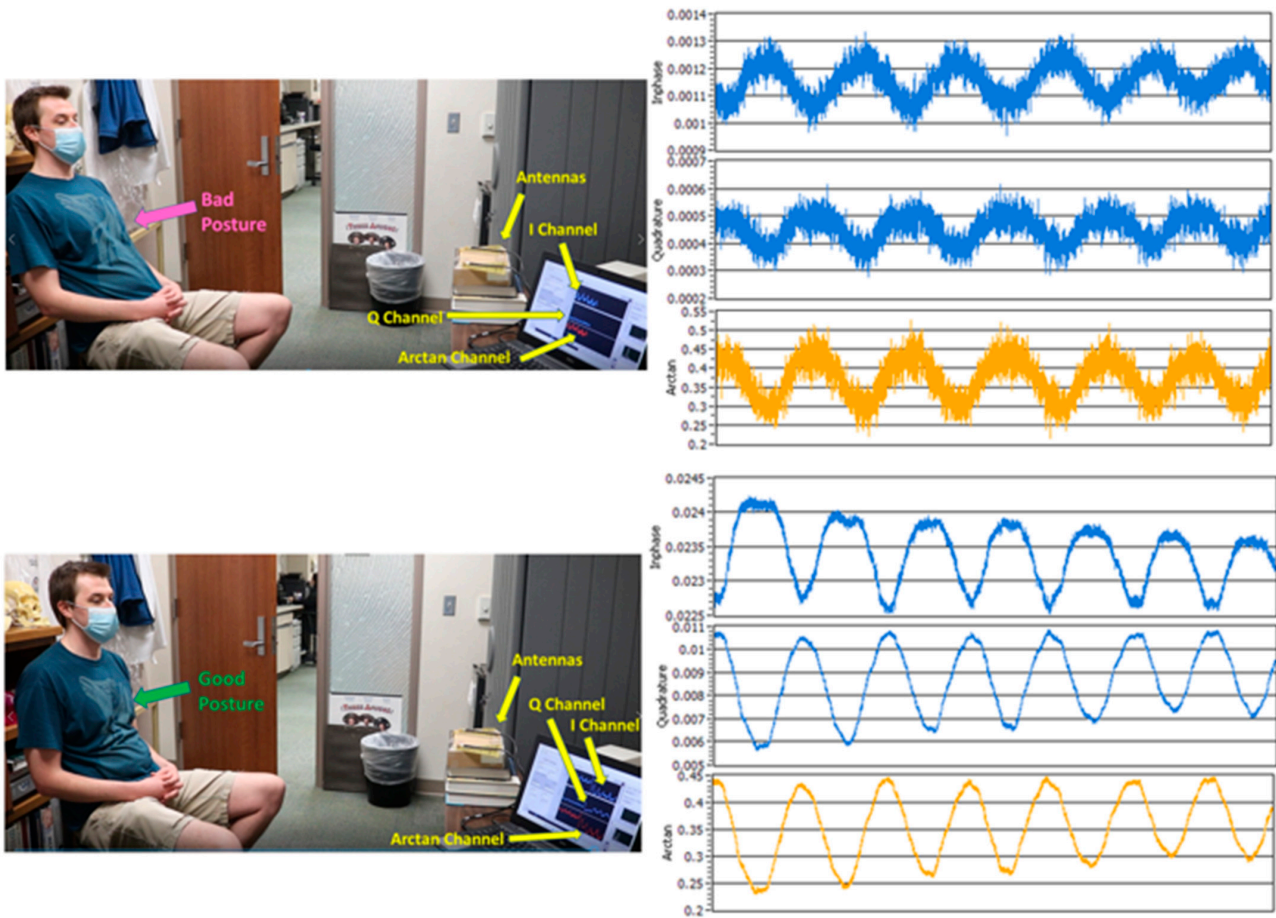 Bad
Posture
Antennas
I Channel
Q Channel
Arctan Channel
Inphase
0.0014
0.0013
0.0012
0.0011
0.001
0.0009
Quadrature
0.0007
0.0006
0.0005
0.0004
0.0003
0.0002
Arctan
0.55
0.5
0.45
0.4
0.35
0.3
0.25
0.2
Good
Posture
Antennas
Q Channel
I Channel
Arctan Channel
Inphase
0.0245
0.024
0.0235
0.023
0.0225
Quadrature
0.011
0.01
0.009
0.008
0.007
0.006
0.005
Arctan
0.45
0.4
0.35
0.3
0.25
0.2